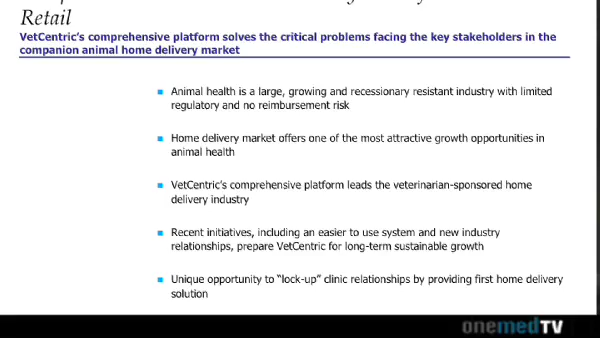 Retail
VetCentric's comprehensive platform solves the critical problems facing the key stakeholders in the
companion animal home delivery market
Animal health is a large, growing and recessionary resistant industry with limited
regulatory and no reimbursement risk
Home delivery market offers one of the most attractive growth opportunities in
animal health
VetCentric's comprehensive platform leads the veterinarian-sponsored home
delivery industry
Recent initiatives, including an easier to use system and new industry
relationships, prepare VetCentric for long-term sustainable growth
Unique opportunity to “lock-up” clinic relationships by providing first home delivery
solution
onemedTV